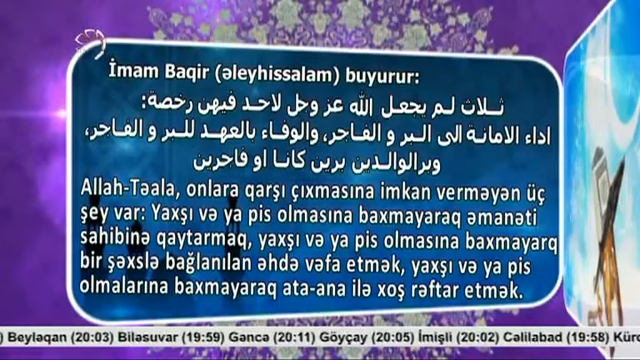 İmam Baqir (əleyhissalam) buyurur:
ثلاث لم يجعل الله عز وجل لاحد فيهن رخصة:
اداء الامانة الى البر و الفاجر، والوفاء بالعهد للبر و الفاجر،
وبرالوالدين برين كانا او فاجرين
Allah-Təala, onlara qarşı çıxmasına imkan verməyən üç
şey var: Yaxşı və ya pis olmasına baxmayaraq əmanəti
sahibinə qaytarmaq, yaxşı və ya pis olmasına baxmayarq
bir şəxslə bağlanılan əhdə vəfa etmək, yaxşı və ya pis
olmalarına baxmayaraq ata-ana ilə xoş rəftar etmək.
) Beyləqan (20:03) Biləsuvar (19:59) Gəncə (20:11) Göyçay (20:05) İmişli (20:02) Cəlilabad (19:58) Kür